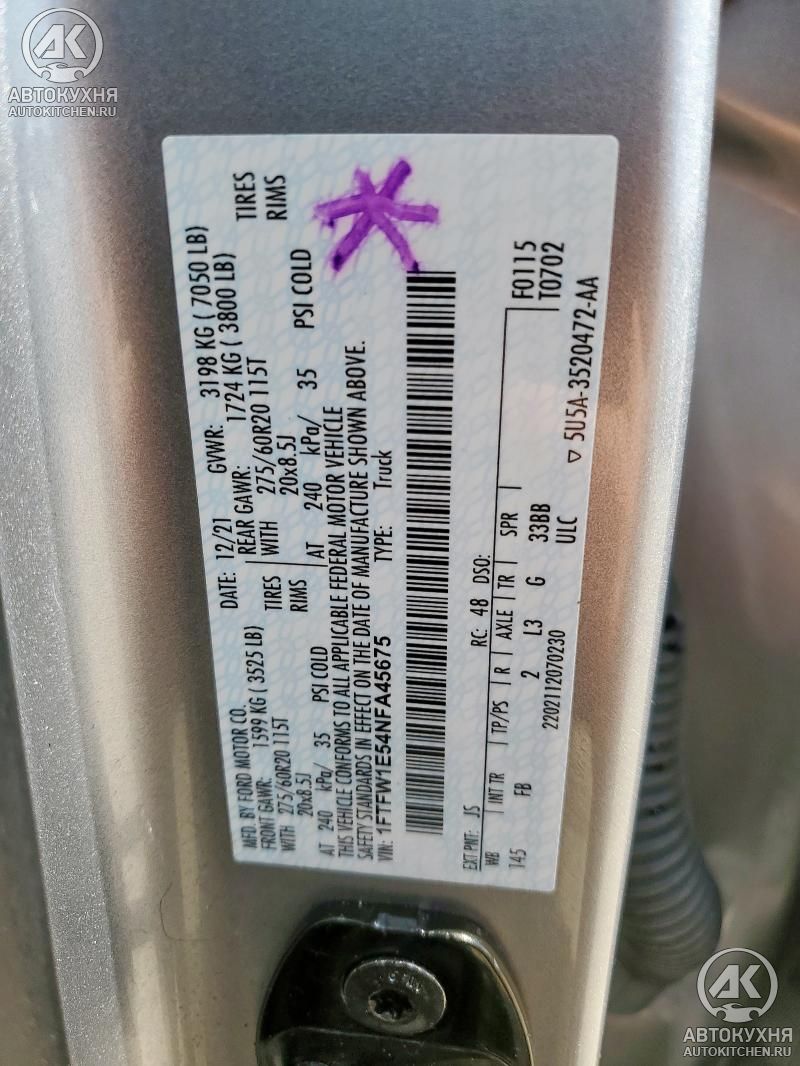 АК
АВТОКУХНЯ
AUTOKITCHEN.RU
MFD. BY FORD MOTOR CO.
DATE: 12/21 GVWR: 3198 KG ( 7050 LB)
FRONT GAWR: 1599 KG ( 3525 LB) REAR GAWR: 1724 KG ( 3800 LB)
WITH 275/60R20 115T TIRES WITH 275/60R20 115T TIRES
20x8.5J RIMS 20x8.5J RIMS
AT 240 kPa/ 35 PSI COLD AT 240 kPa/ 35 PSI COLD
THIS VEHICLE CONFORMS TO ALL APPLICABLE FEDERAL MOTOR VEHICLE
SAFETY STANDARDS IN EFFECT ON THE DATE OF MANUFACTURE SHOWN ABOVE.
VIN: 1FTFW1E54NFA45675 TYPE: Truck
EXT PNT: JS RC: 48 DSO: F0115
WB INT TR TP/PS R AXLE TR SPR T0702
145 FB 2 L3 G 33BB
2202112070230 ULC ▽ 5U5A-3520472-AA
АК
АВТОКУХНЯ
AUTOKITCHEN.RU